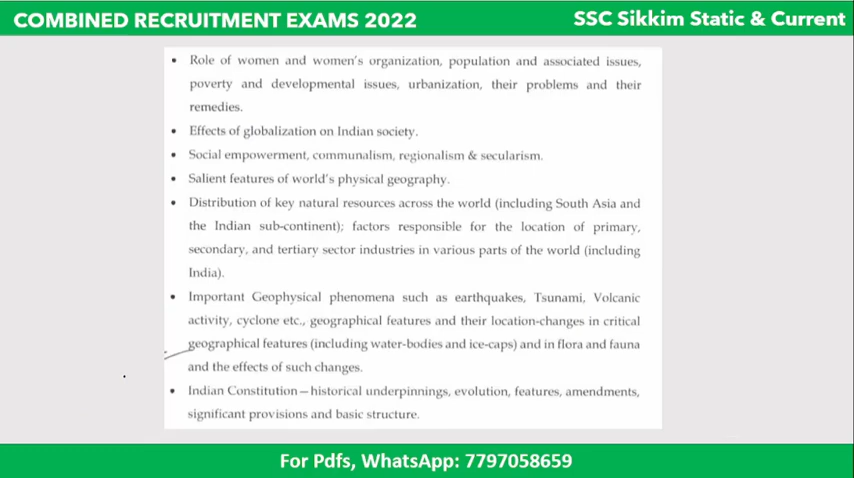 COMBINED RECRUITMENT EXAMS 2022
SSC Sikkim Static & Current
• Role of women and women's organization, population and associated issues,
poverty and developmental issues, urbanization, their problems and their
remedies.
• Effects of globalization on Indian society.
• Social empowerment, communalism, regionalism & secularism.
• Salient features of world's physical geography.
• Distribution of key natural resources across the world (including South Asia and
the Indian sub-continent); factors responsible for the location of primary,
secondary, and tertiary sector industries in various parts of the world (including
India).
• Important Geophysical phenomena such as earthquakes, Tsunami, Volcanic
activity, cyclone etc., geographical features and their location-changes in critical
geographical features (including water-bodies and ice-caps) and in flora and fauna
and the effects of such changes.
• Indian Constitution—historical underpinnings, evolution, features, amendments,
significant provisions and basic structure.
For Pdfs, WhatsApp: 7797058659